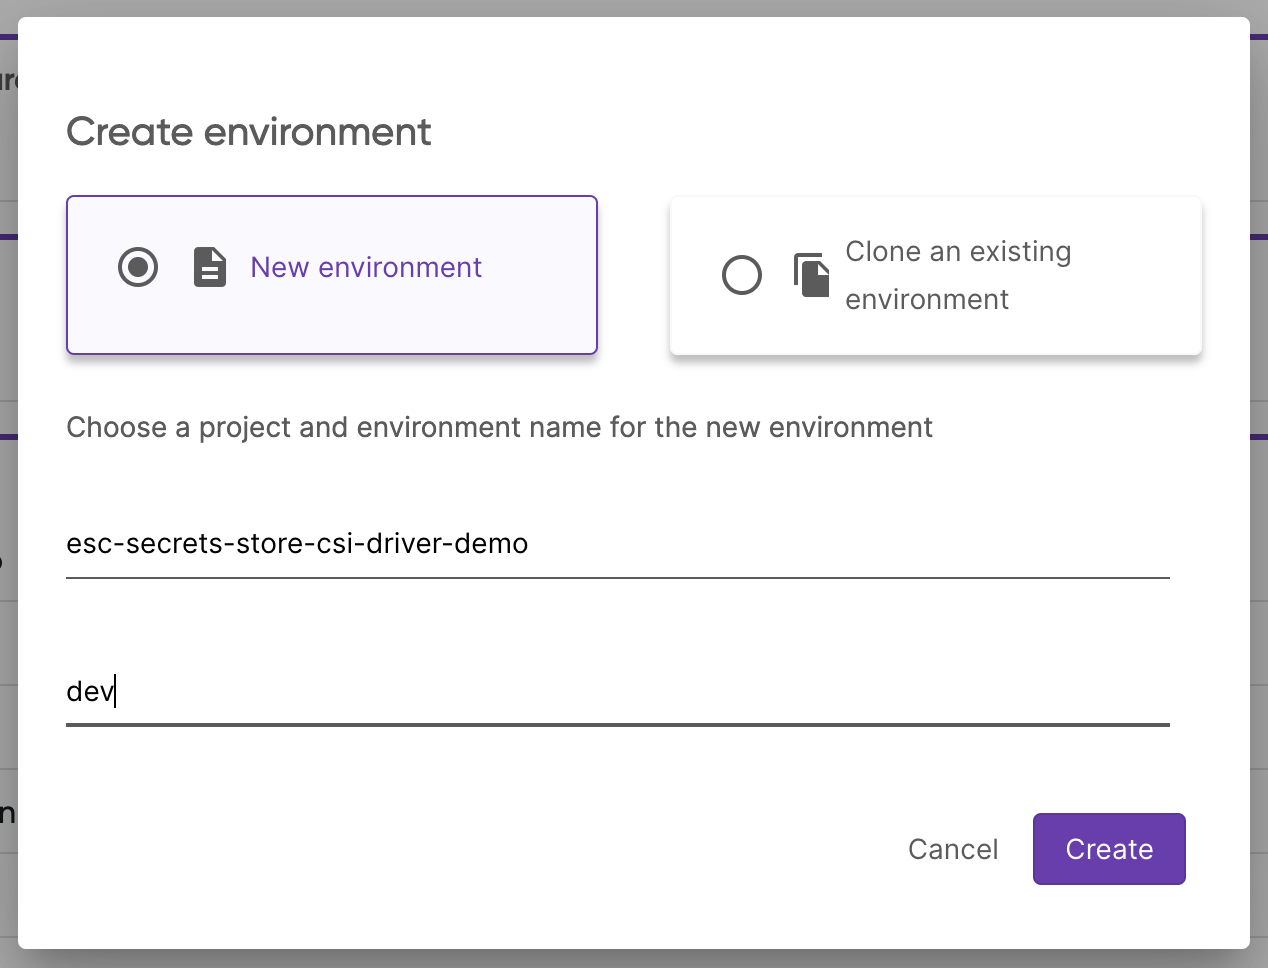 Create environment
New environment
Clone an existing
environment
Choose a project and environment name for the new environment
esc-secrets-store-csi-driver-demo
dev
Cancel
Create